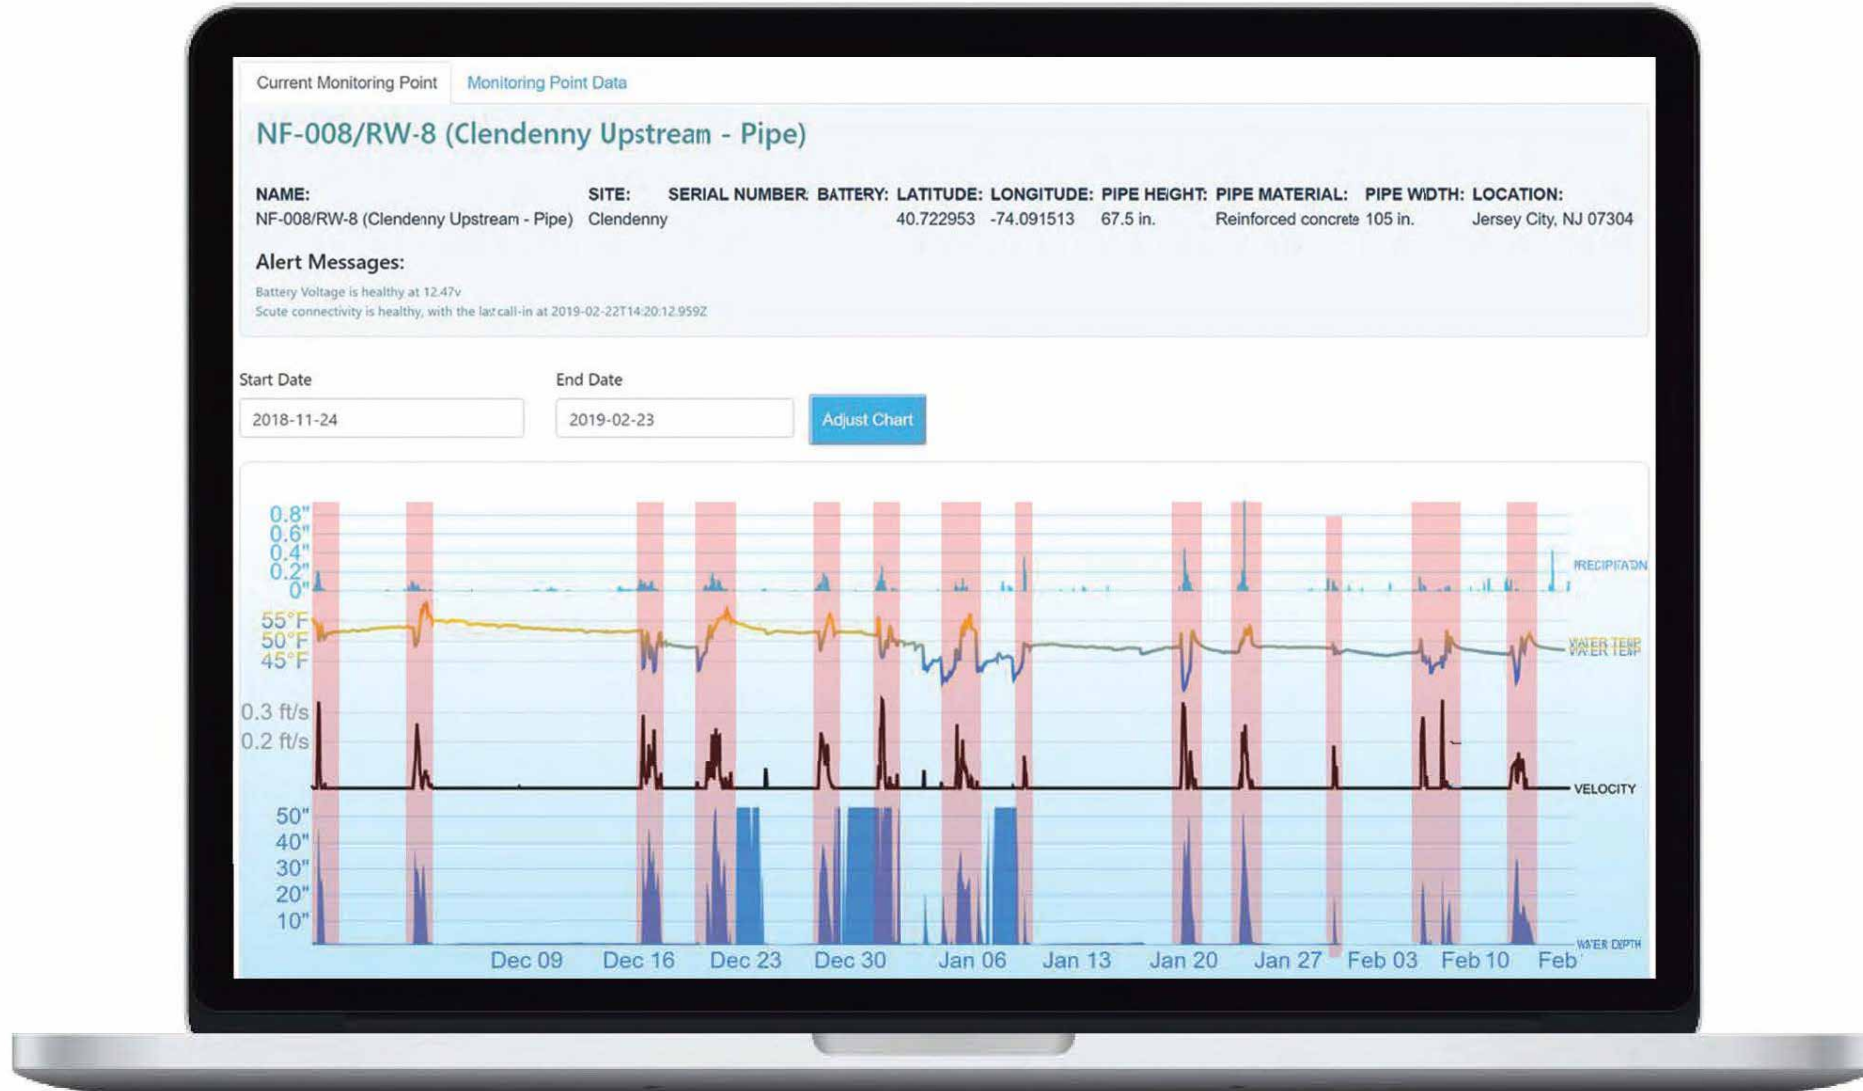 Current Monitoring Point Monitoring Point Data
NF-008/RW-8 (Clendenny Upstream - Pipe)
NAME: SITE: SERIAL NUMBER: BATTERY: LATITUDE: LONGITUDE: PIPE HEIGHT: PIPE MATERIAL: PIPE WIDTH: LOCATION:
NF-008/RW-8 (Clendenny Upstream - Pipe) Clendenny 40.722953 -74.091513 67.5 in. Reinforced concrete 105 in. Jersey City, NJ 07304
Alert Messages:
Battery Voltage is healthy at 12.47v
Scute connectivity is healthy, with the last call-in at 2019-02-22T14:20:12.959Z
Start Date End Date
2018-11-24 2019-02-23 Adjust Chart
0.8"
0.6"
0.4"
0.2"
0"
PRECIPITATION
55°F
50°F
45°F
WATER TEMP
WATER TEMP
0.3 ft/s
0.2 ft/s
VELOCITY
50"
40"
30"
20"
10"
WATER DEPTH
Dec 09 Dec 16 Dec 23 Dec 30 Jan 06 Jan 13 Jan 20 Jan 27 Feb 03 Feb 10 Feb